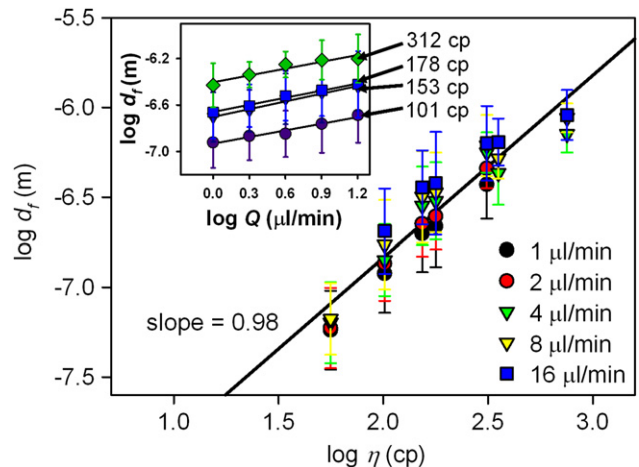 -5.5
-6.0
-6.5
-7.0
-7.5
log d_f (m)
1.0 1.5 2.0 2.5 3.0
log η (cp)
slope = 0.98
-6.2
-6.6
-7.0
log d_f (m)
0.0 0.3 0.6 0.9 1.2
log Q (μl/min)
312 cp
178 cp
153 cp
101 cp
1 μl/min
2 μl/min
4 μl/min
8 μl/min
16 μl/min